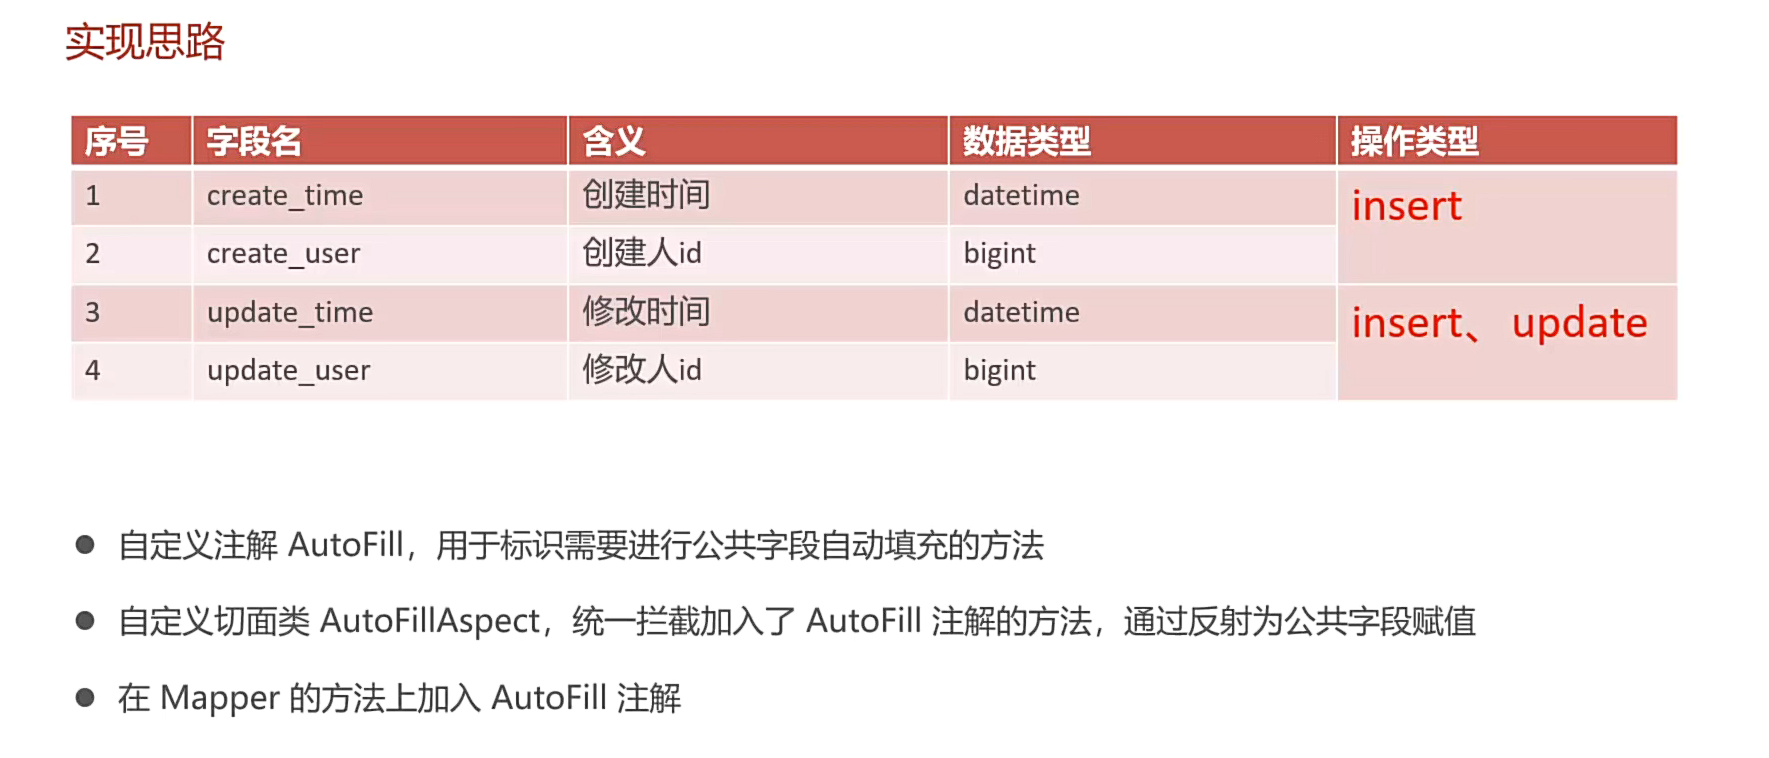 实现思路
序号 字段名 含义 数据类型 操作类型
1 create_time 创建时间 datetime insert
2 create_user 创建人id bigint
3 update_time 修改时间 datetime insert、 update
4 update_user 修改人id bigint
● 自定义注解 AutoFill，用于标识需要进行公共字段自动填充的方法
● 自定义切面类 AutoFillAspect，统一拦截加入了 AutoFill 注解的方法，通过反射为公共字段赋值
● 在 Mapper 的方法上加入 AutoFill 注解